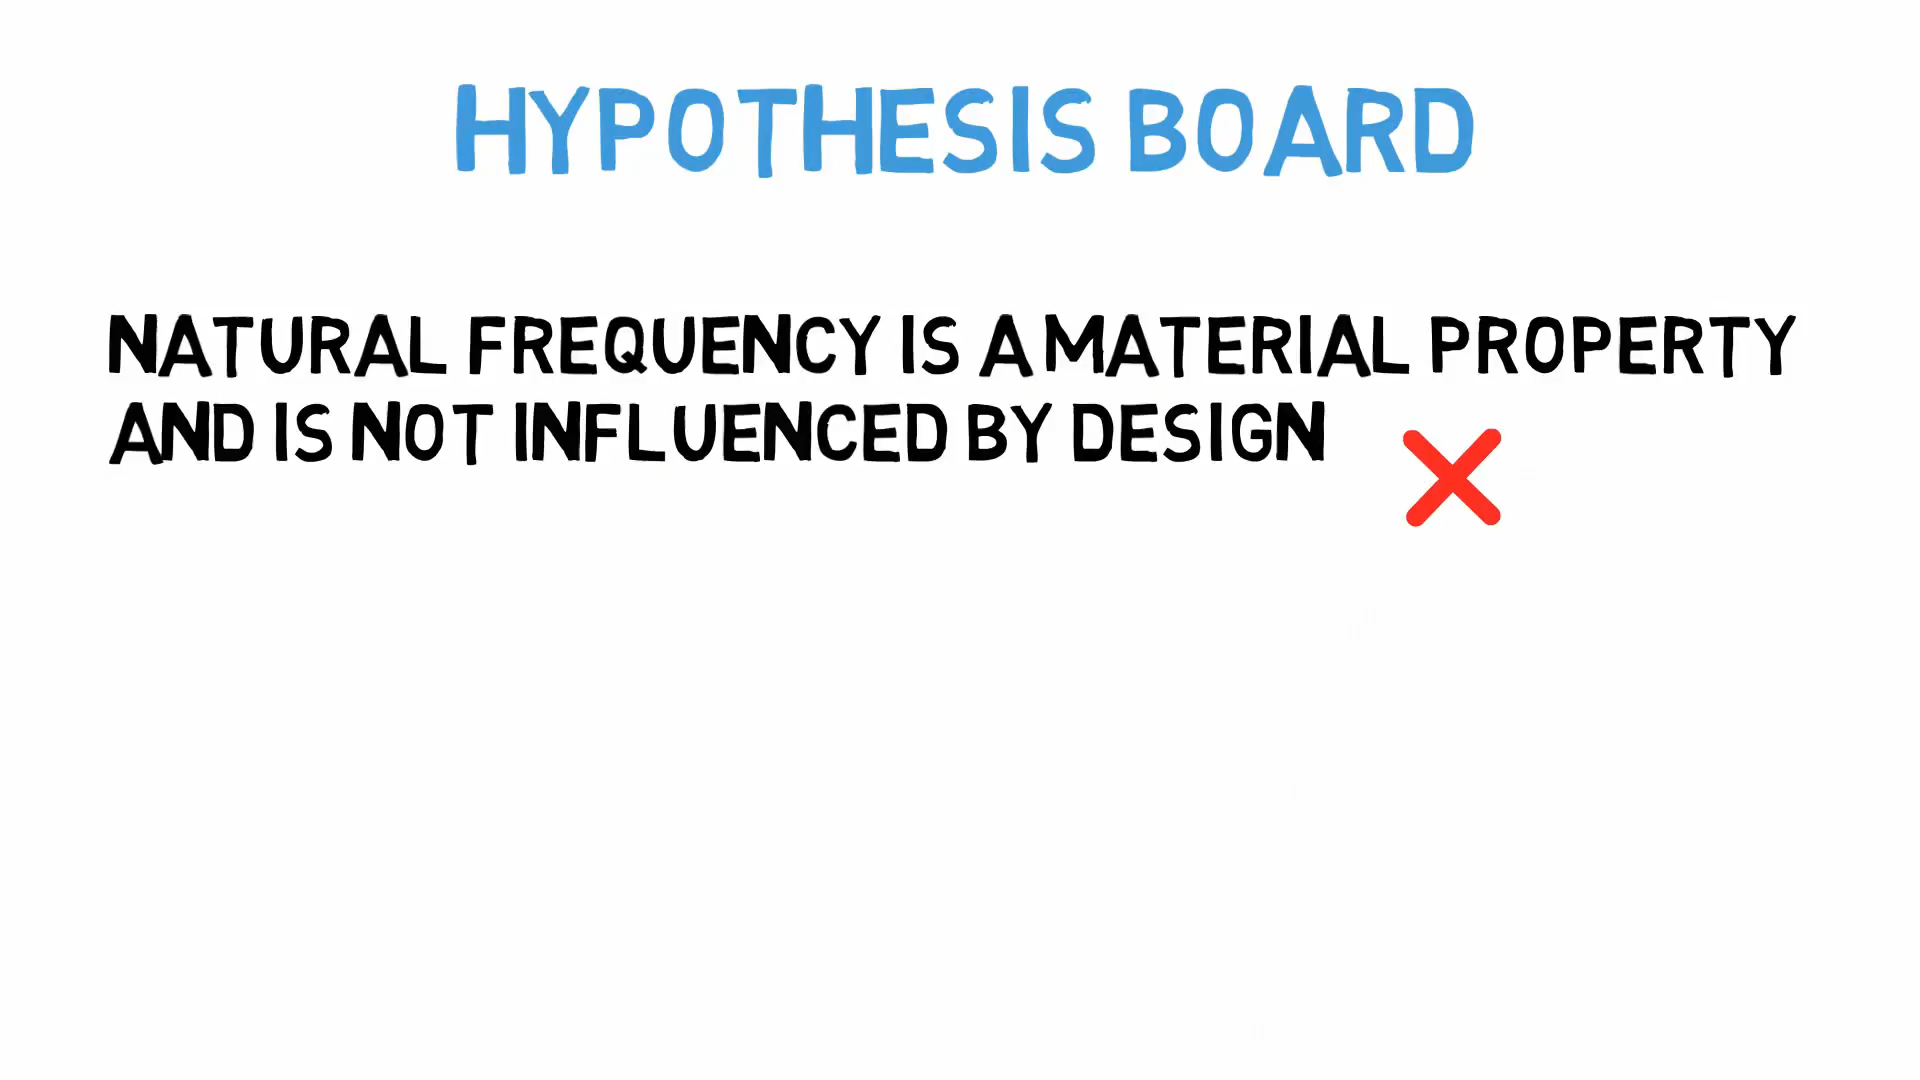 HYPOTHESIS BOARD
NATURAL FREQUENCY IS A MATERIAL PROPERTY
AND IS NOT INFLUENCED BY DESIGN